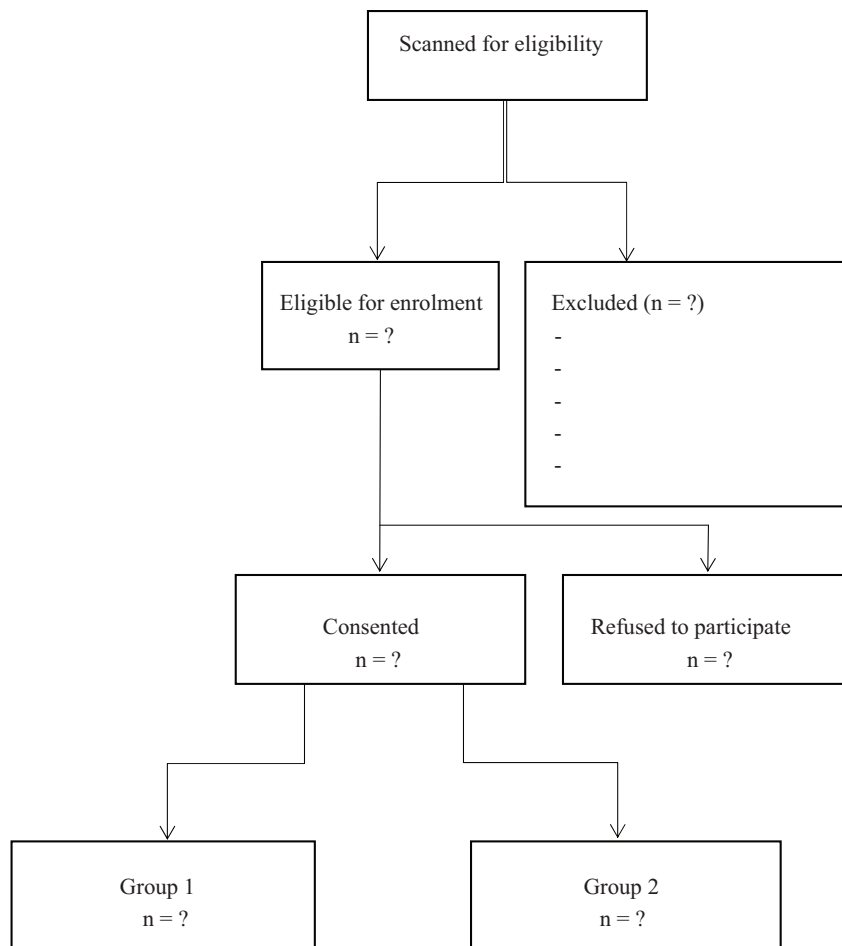 Scanned for eligibility
Eligible for enrolment
n = ?
Excluded (n = ?)
-
-
-
-
-
Consented
n = ?
Refused to participate
n = ?
Group 1
n = ?
Group 2
n = ?